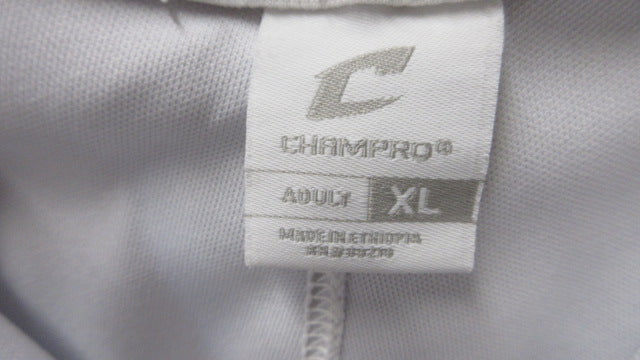 C
CHAMPRO®
ADULT XL
MADE IN ETHIOPIA